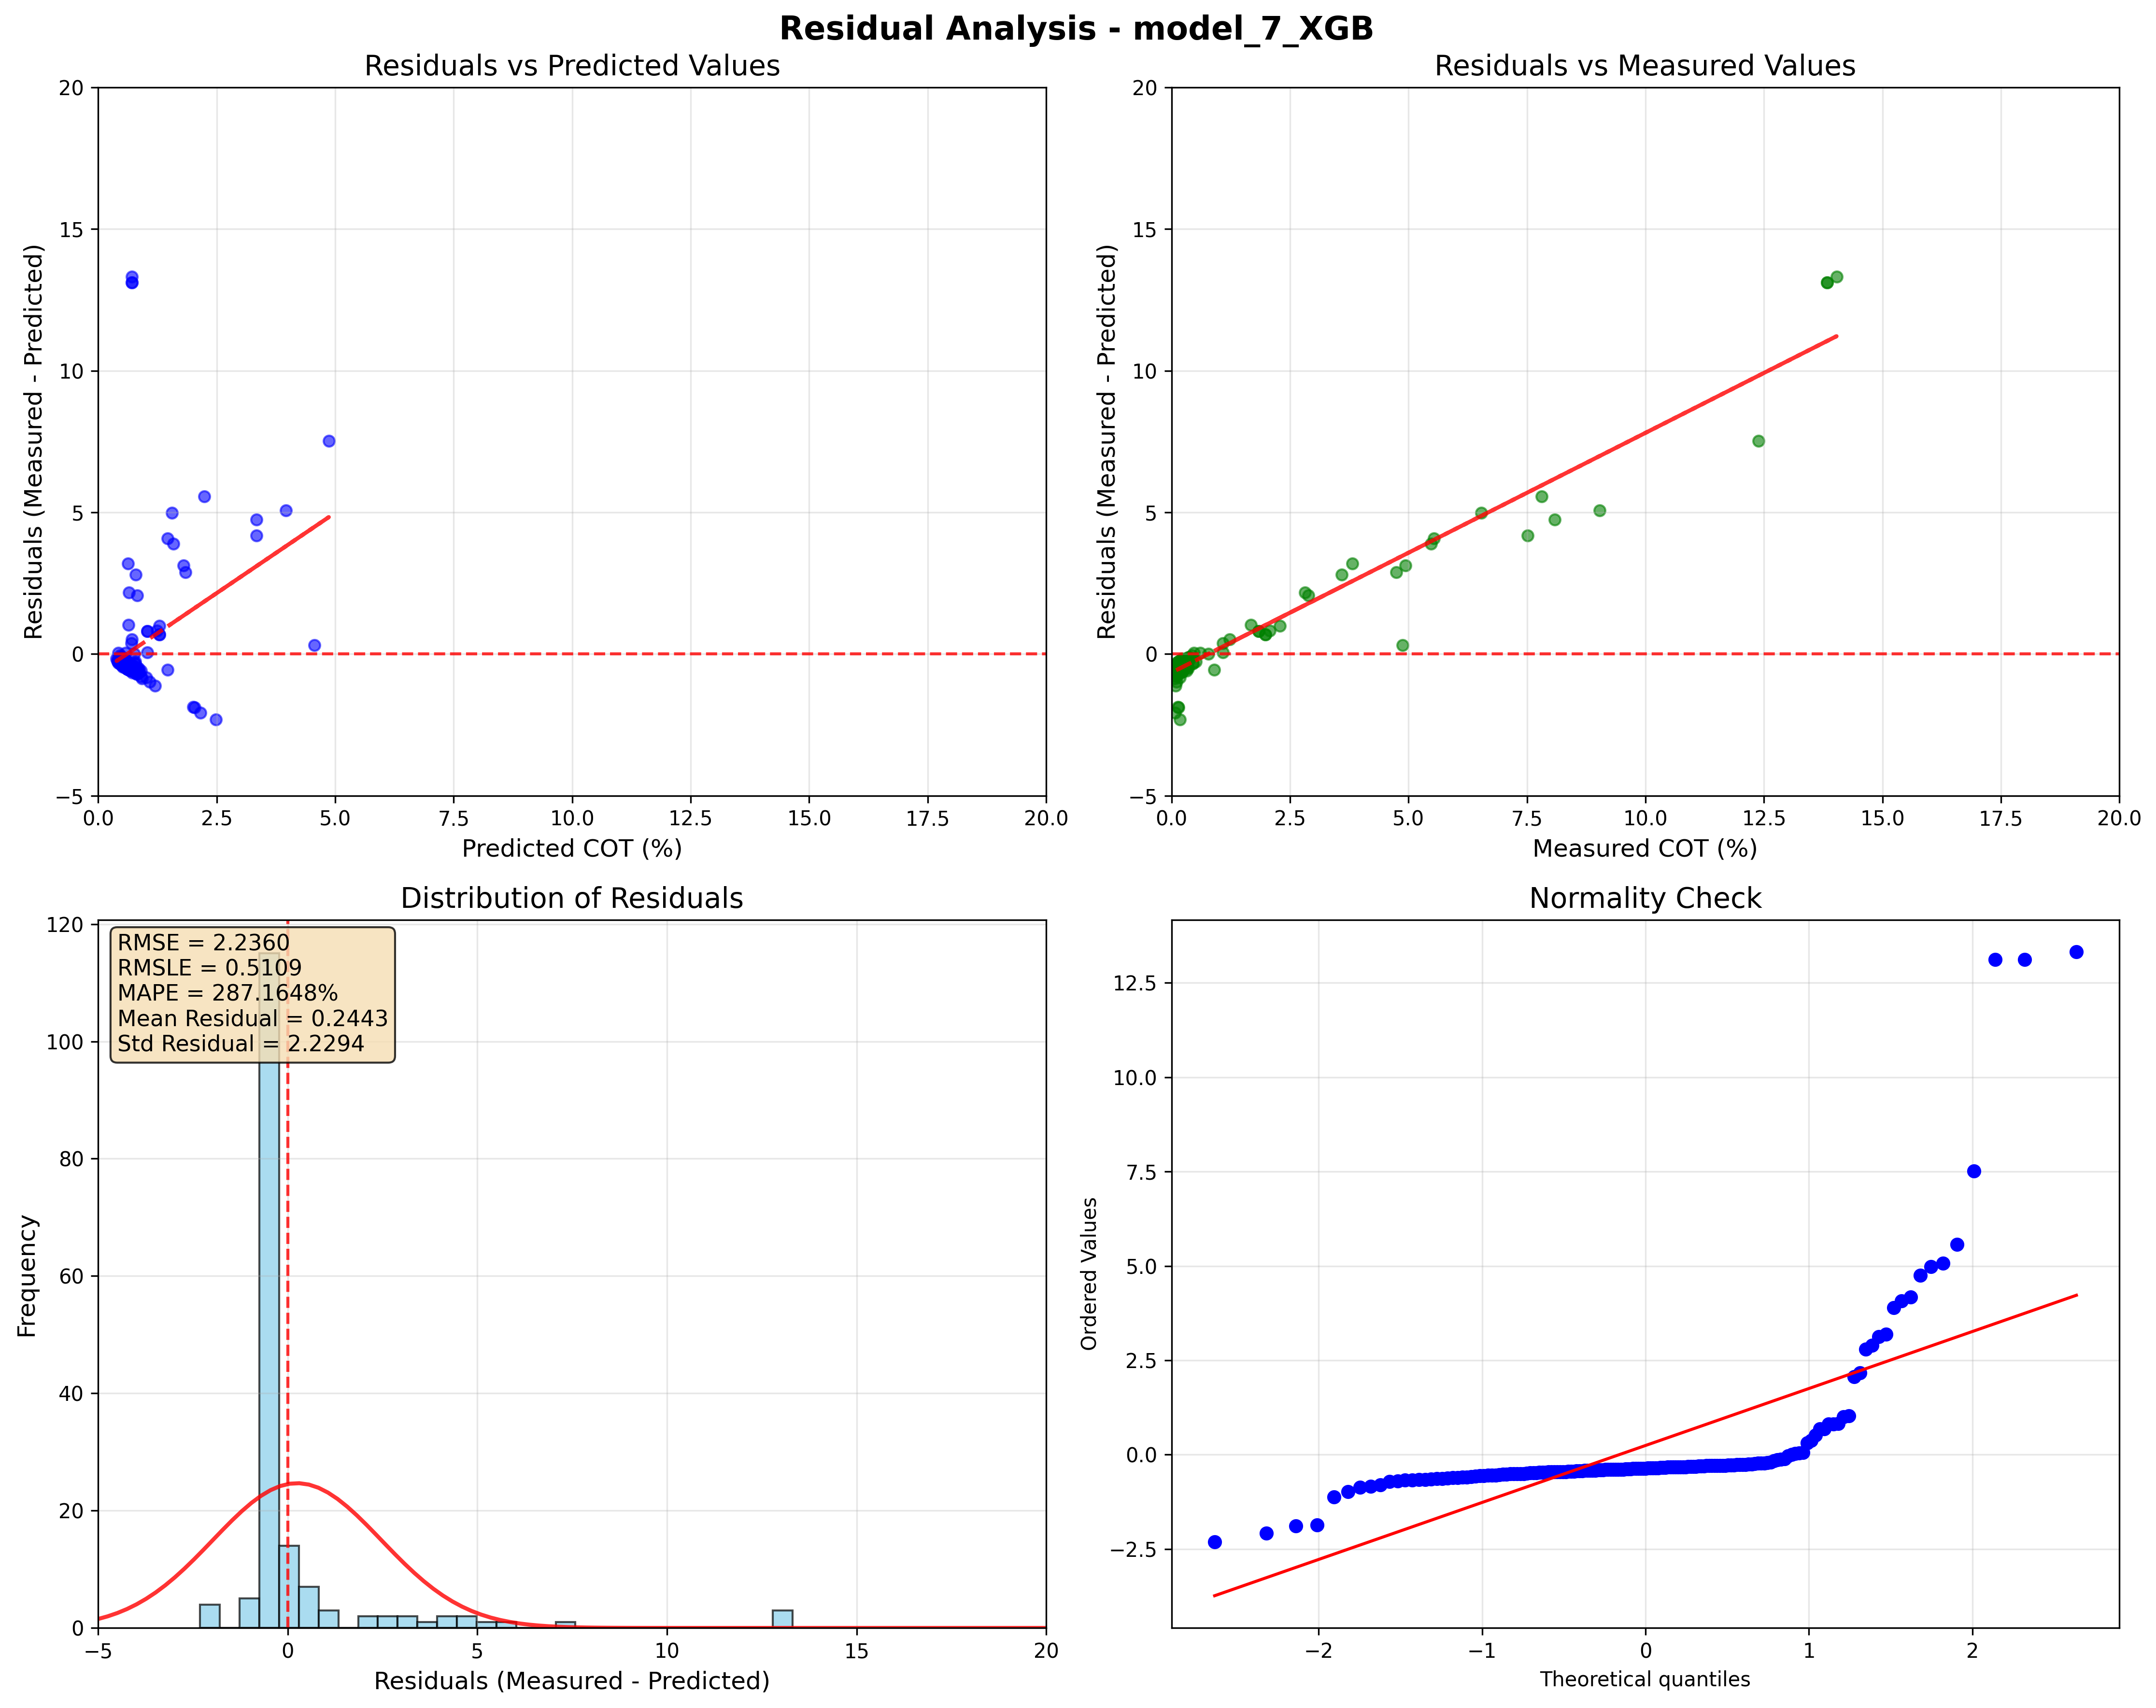 Residual Analysis - model_7_XGB
Residuals vs Predicted Values
20
15
10
5
0
−5
0.0 2.5 5.0 7.5 10.0 12.5 15.0 17.5 20.0
Residuals (Measured - Predicted)
Predicted COT (%)
Residuals vs Measured Values
20
15
10
5
0
−5
0.0 2.5 5.0 7.5 10.0 12.5 15.0 17.5 20.0
Residuals (Measured - Predicted)
Measured COT (%)
Distribution of Residuals
RMSE = 2.2360
RMSLE = 0.5109
MAPE = 287.1648%
Mean Residual = 0.2443
Std Residual = 2.2294
120
100
80
60
40
20
0
−5 0 5 10 15 20
Frequency
Residuals (Measured - Predicted)
Normality Check
12.5
10.0
7.5
5.0
2.5
0.0
−2.5
−2 −1 0 1 2
Ordered Values
Theoretical quantiles